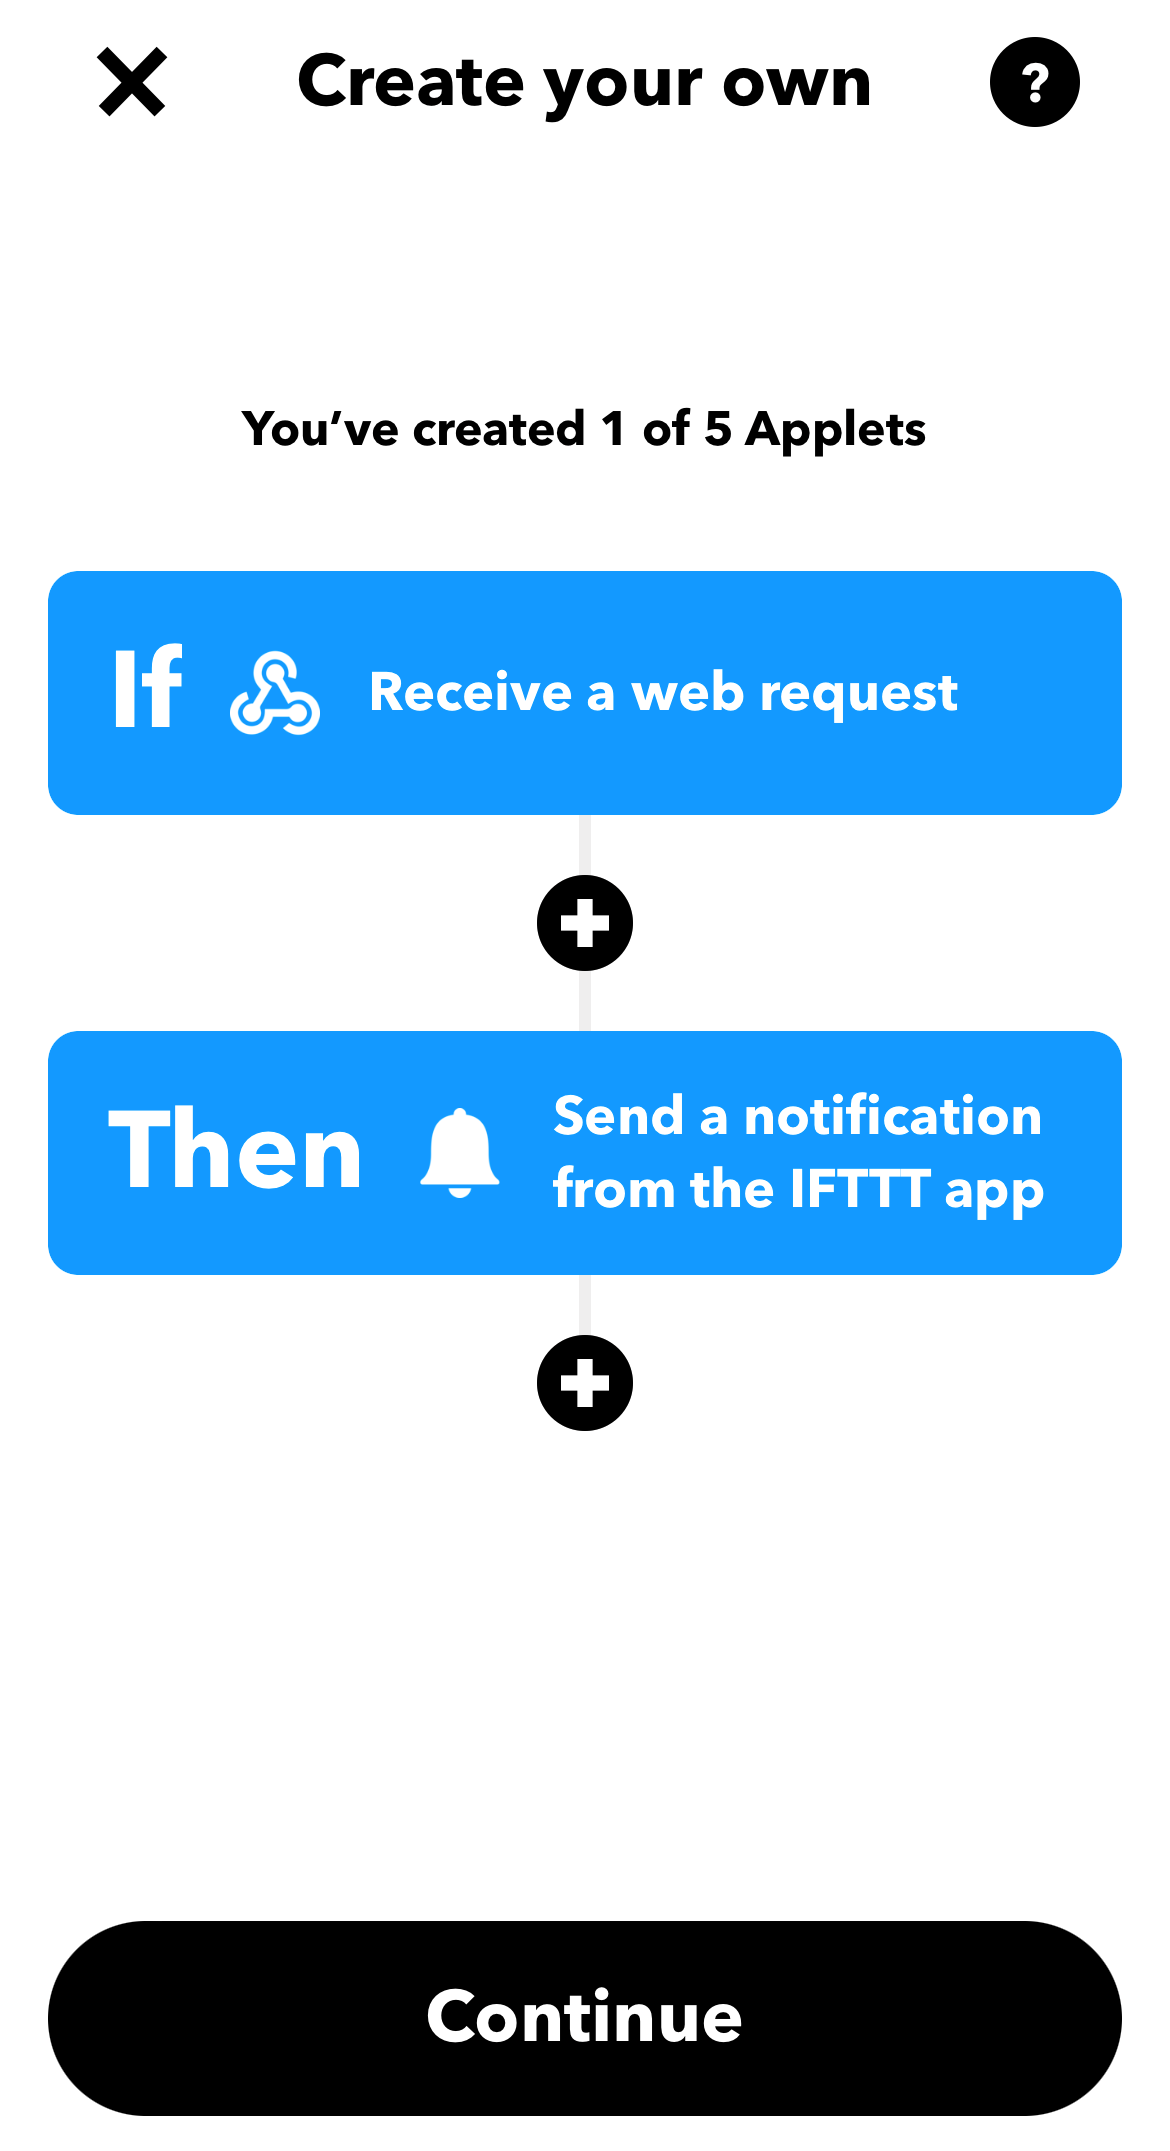 Create your own
?
You’ve created 1 of 5 Applets
If Receive a web request
Then Send a notification
from the IFTTT app
Continue